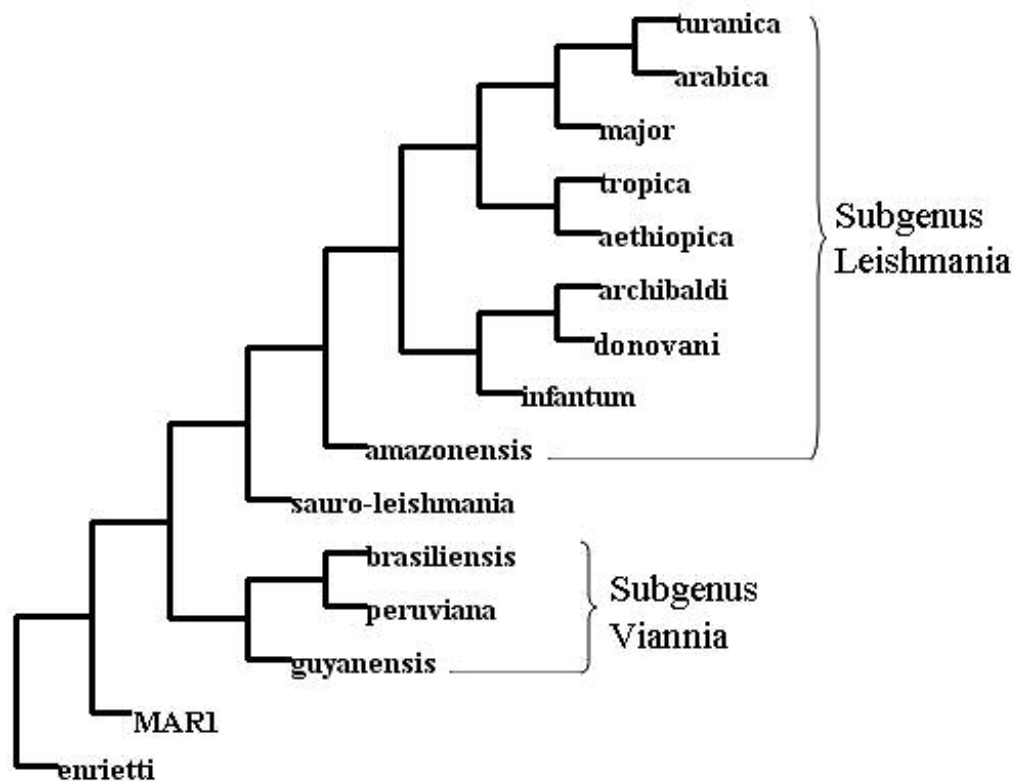 turanica
arabica
major
tropica
aethiopica
Subgenus
Leishmania
archibaldi
donovani
infantum
amazonensis
sauro-leishmania
brasiliensis
peruviana
guyanensis
Subgenus
Viannia
MAR1
enrietti